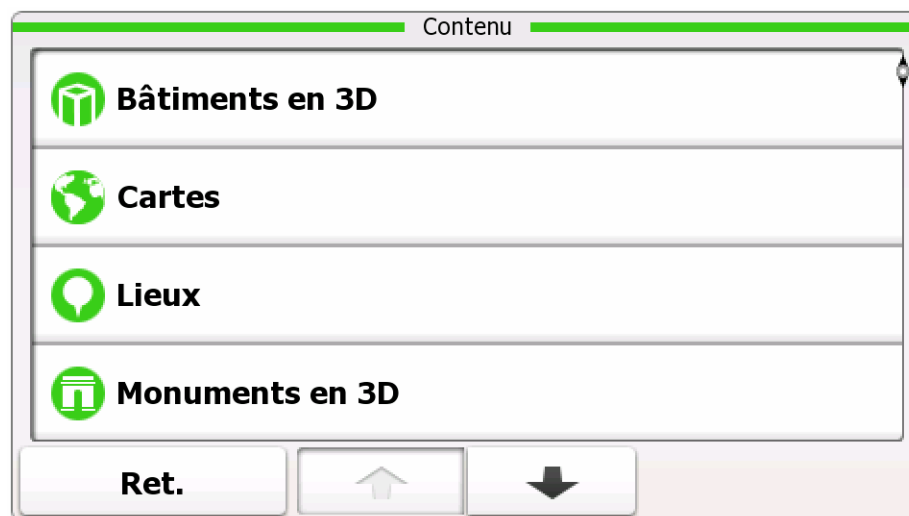 Contenu
Bâtiments en 3D
Cartes
Lieux
Monuments en 3D
Ret.